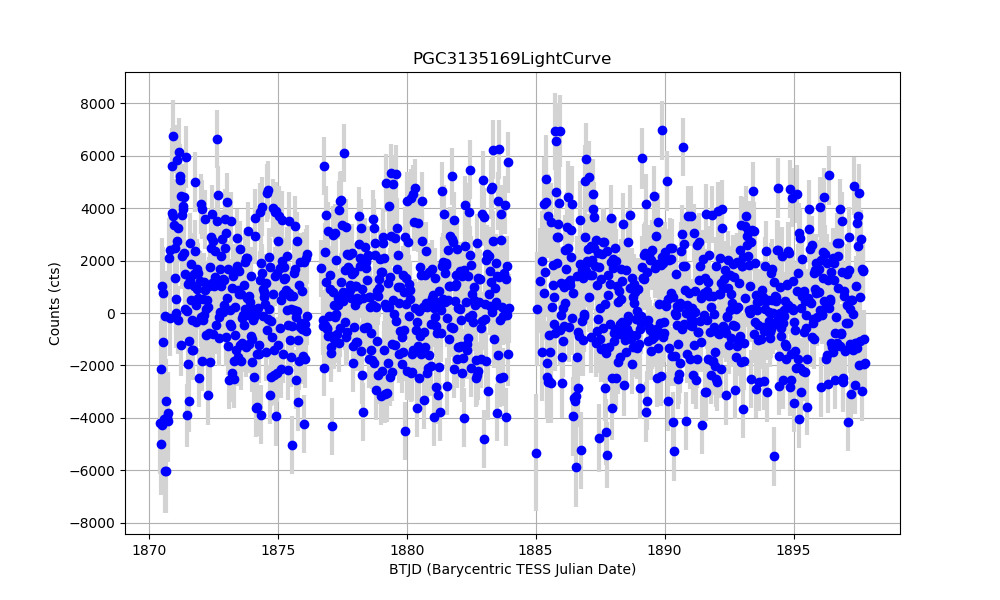 PGC3135169LightCurve
8000
6000
4000
2000
0
−2000
−4000
−6000
−8000
Counts (cts)
1870 1875 1880 1885 1890 1895
BTJD (Barycentric TESS Julian Date)